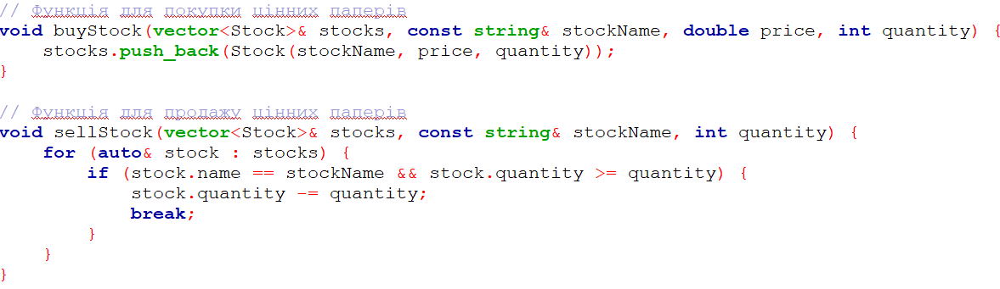 // Функція для покупки цінних паперів
void buyStock(vector<Stock>& stocks, const string& stockName, double price, int quantity) {
    stocks.push_back(Stock(stockName, price, quantity));
}

// Функція для продажу цінних паперів
void sellStock(vector<Stock>& stocks, const string& stockName, int quantity) {
    for (auto& stock : stocks) {
        if (stock.name == stockName && stock.quantity >= quantity) {
            stock.quantity -= quantity;
            break;
        }
    }
}